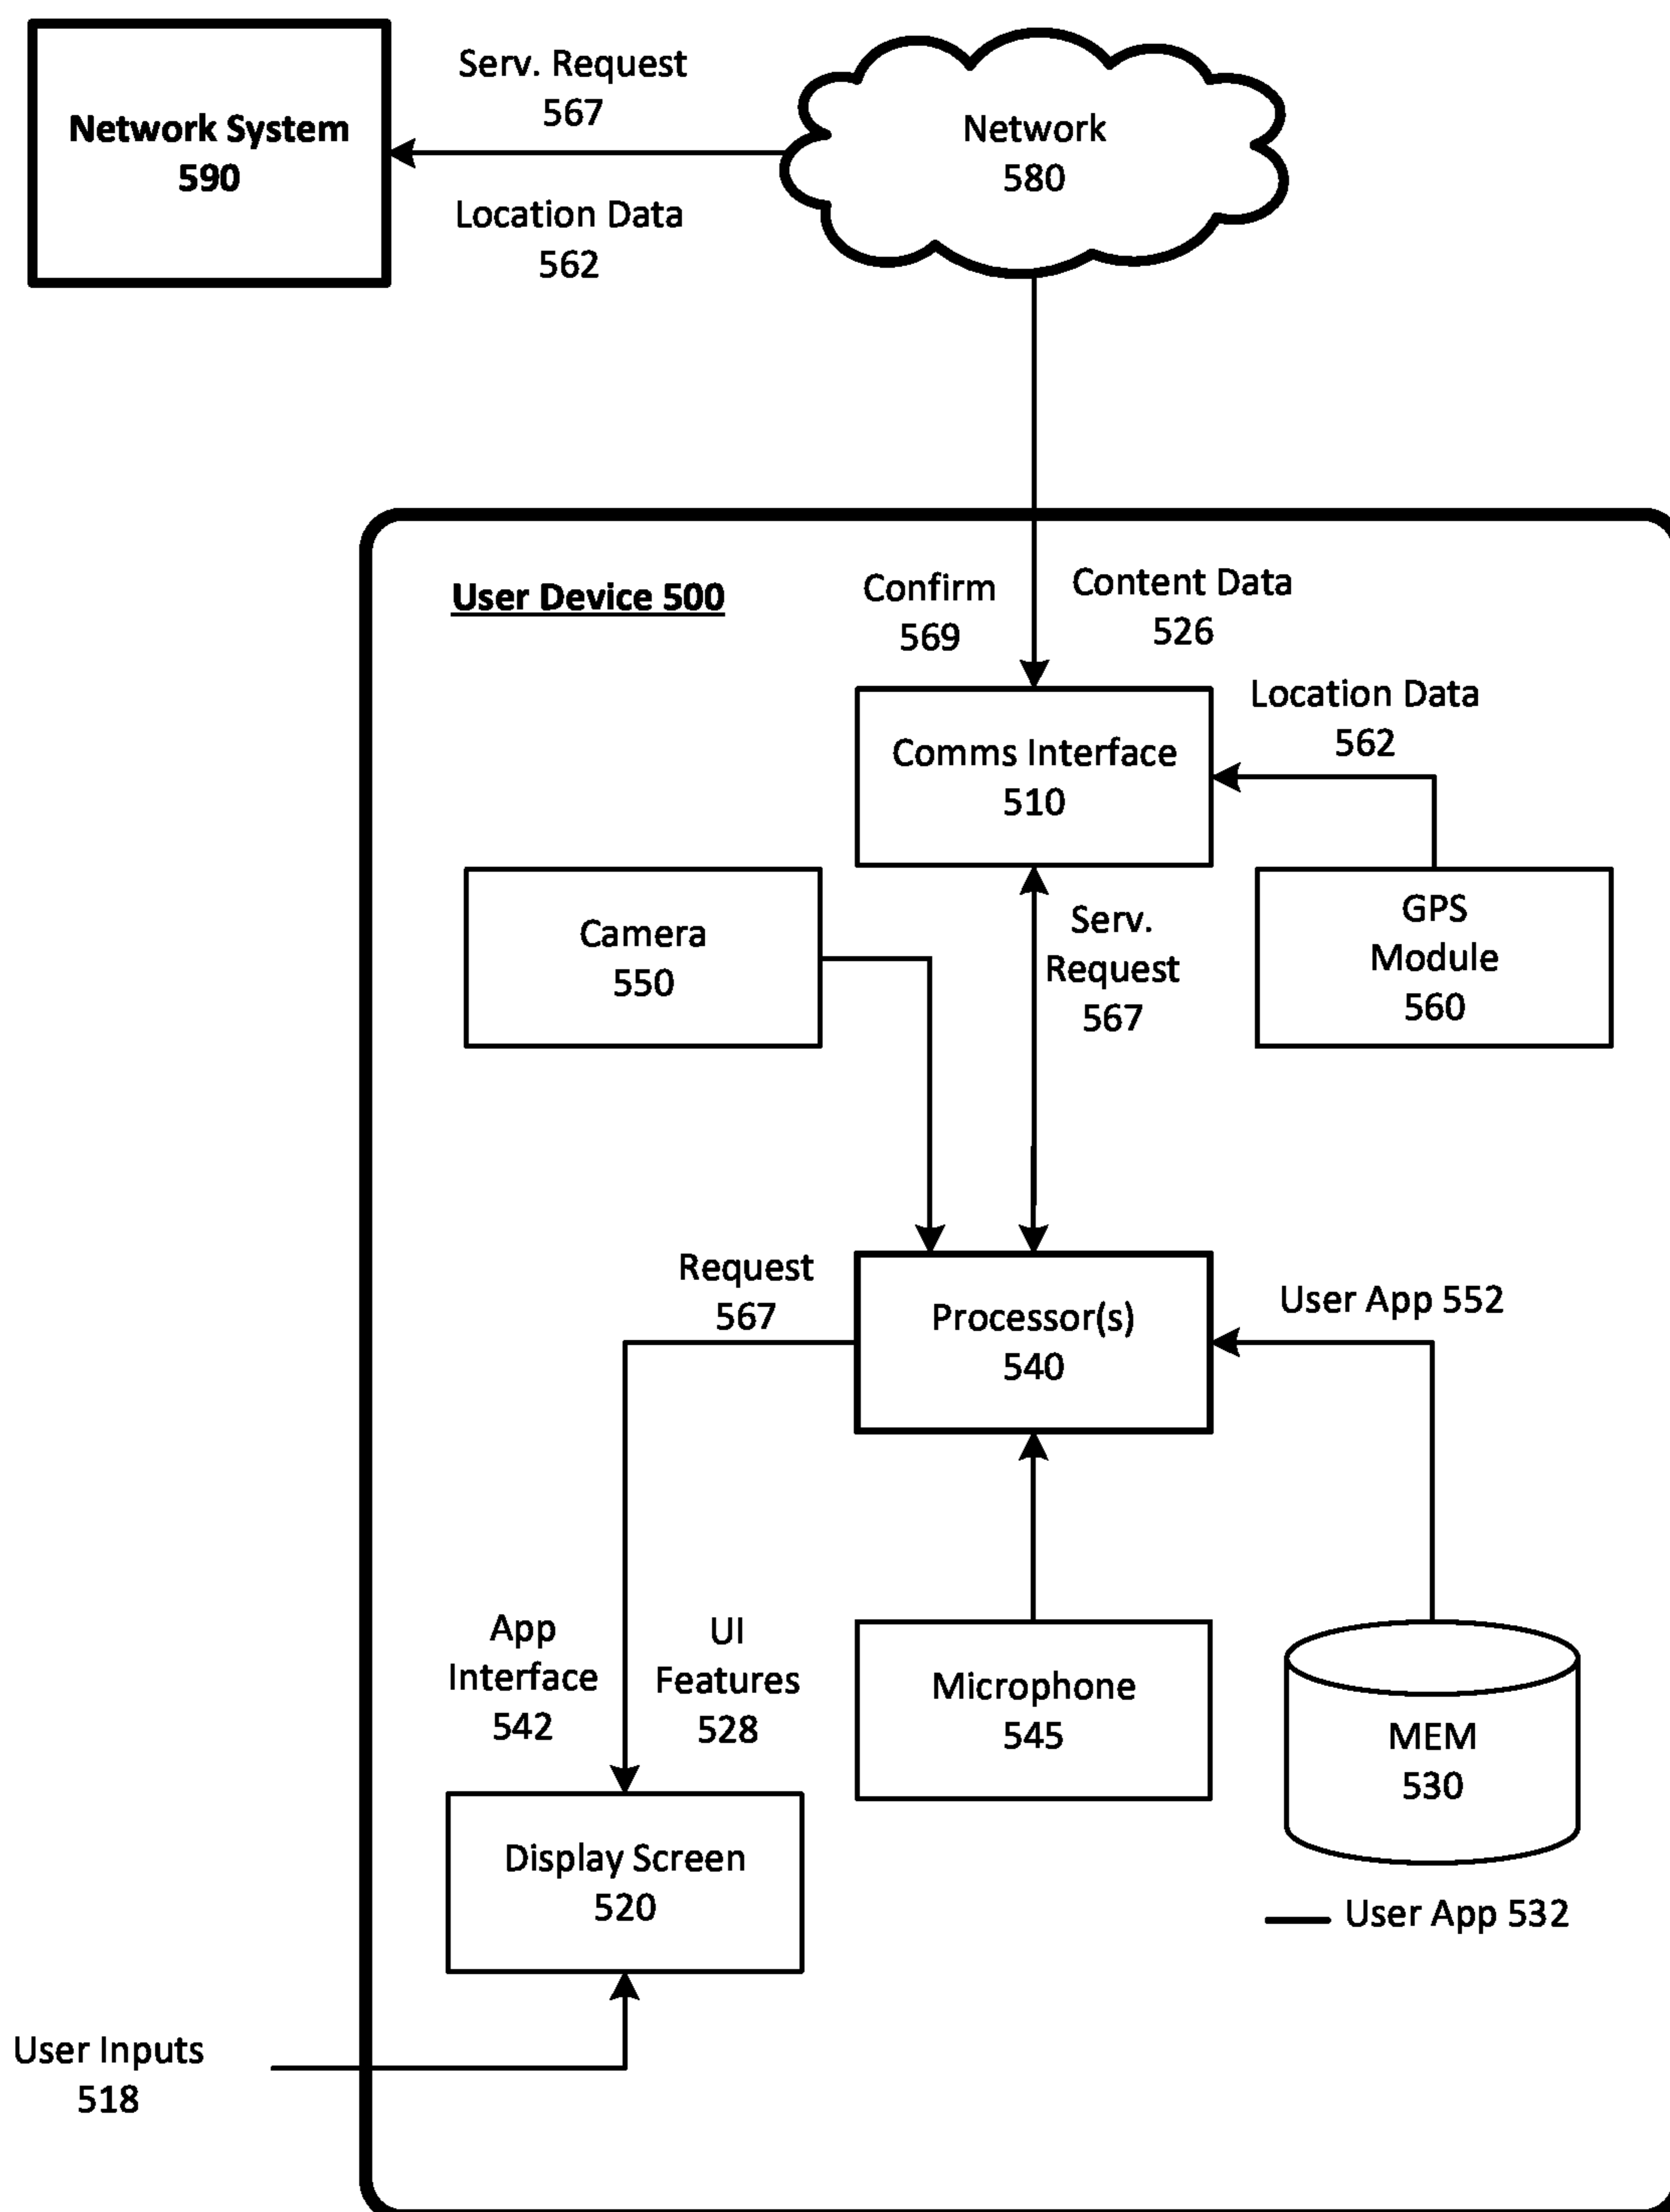 Network System
590
Serv. Request
567
Location Data
562
Network
580
User Device 500
Confirm
569
Content Data
526
Location Data
562
Comms Interface
510
Camera
550
Serv.
Request
567
GPS
Module
560
Request
567
Processor(s)
540
User App 552
App
Interface
542
UI
Features
528
Microphone
545
MEM
530
Display Screen
520
User App 532
User Inputs
518